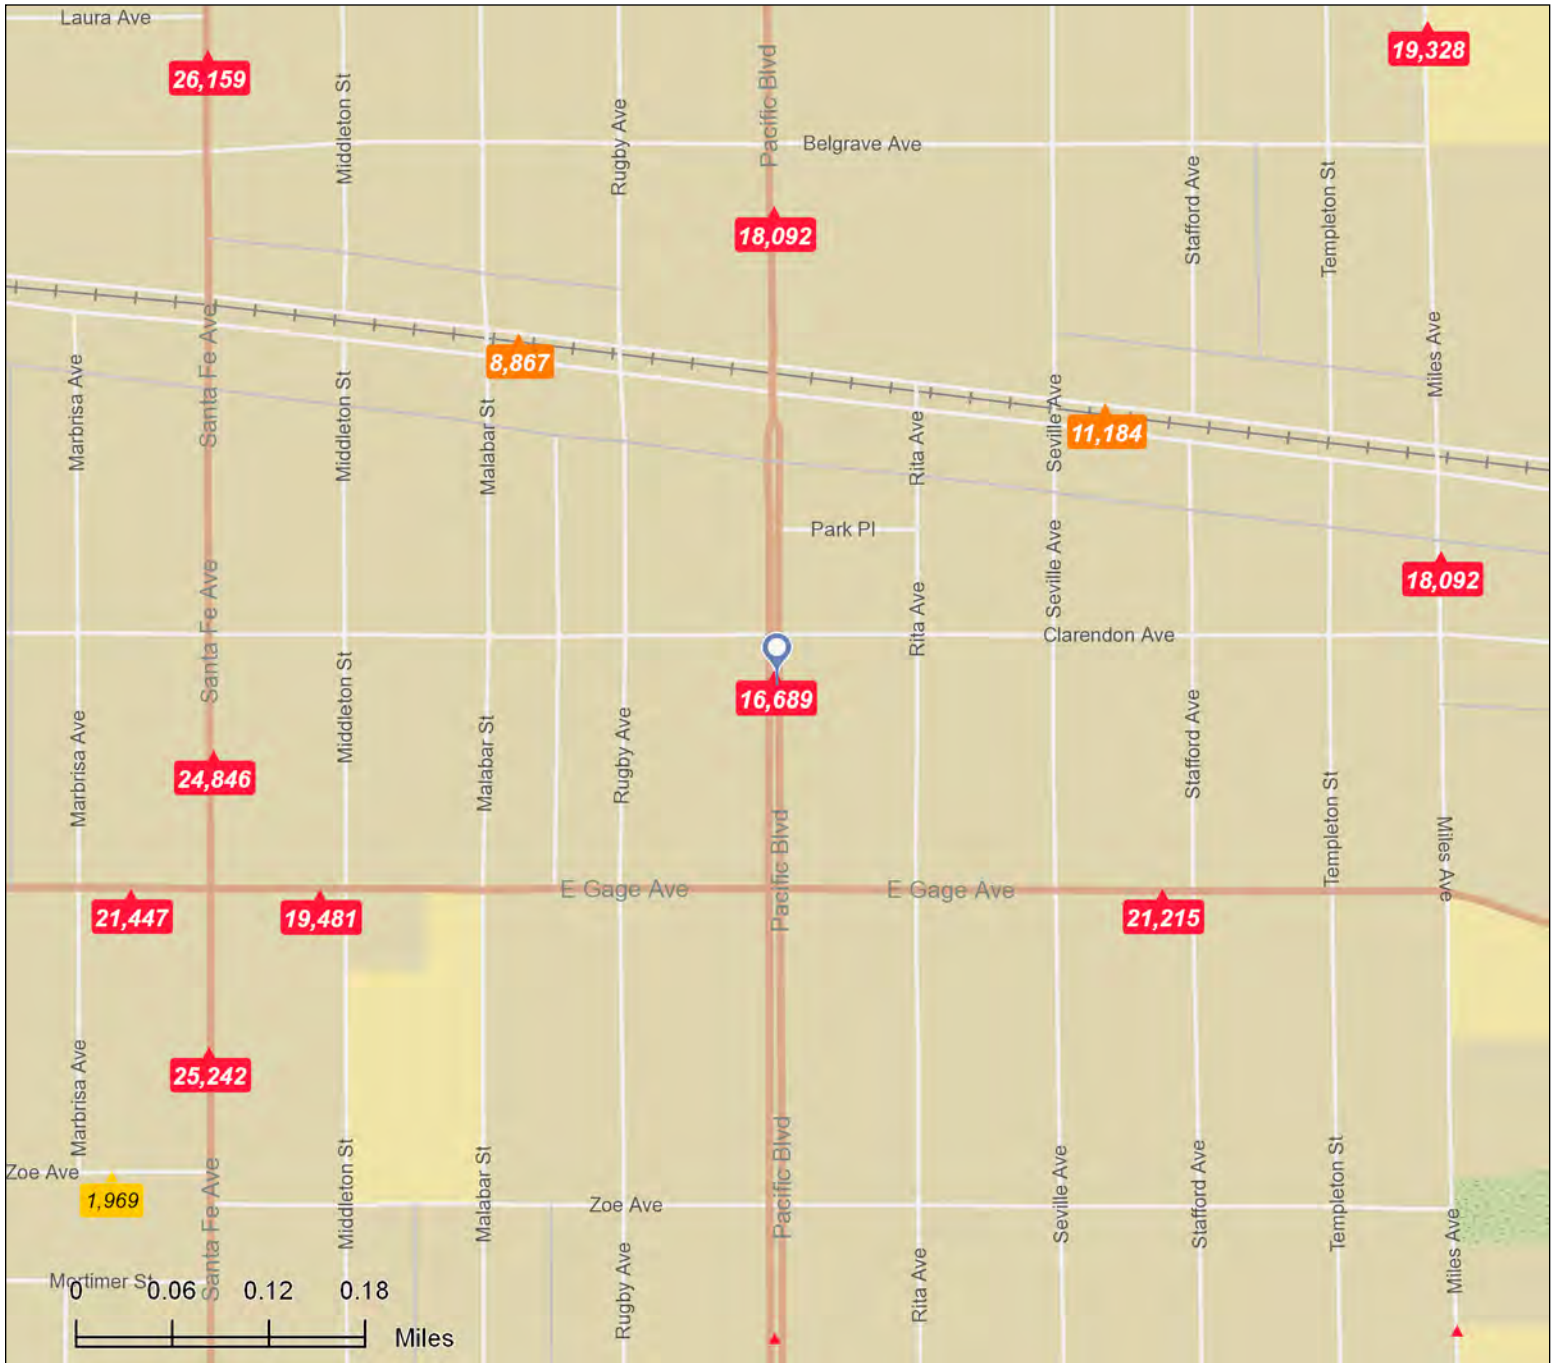 Laura Ave
26,159
19,328
Middleton St
Rugby Ave
Pacific Blvd
Belgrave Ave
Stafford Ave
Templeton St
18,092
Santa Fe Ave
8,867
Miles Ave
Marbrisa Ave
Middleton St
Malabar St
Rita Ave
Seville Ave
11,184
Park Pl
Seville Ave
18,092
Santa Fe Ave
Rita Ave
Clarendon Ave
16,689
Marbrisa Ave
Middleton St
Malabar St
Rugby Ave
Stafford Ave
24,846
Pacific Blvd
Templeton St
Miles Ave
E Gage Ave
E Gage Ave
21,447
19,481
21,215
25,242
Marbrisa Ave
Zoe Ave
1,969
Santa Fe Ave
Middleton St
Malabar St
Zoe Ave
Pacific Blvd
Seville Ave
Stafford Ave
Templeton St
Miles Ave
Rugby Ave
Rita Ave
Mortimer St
0 0.06 0.12 0.18
Miles